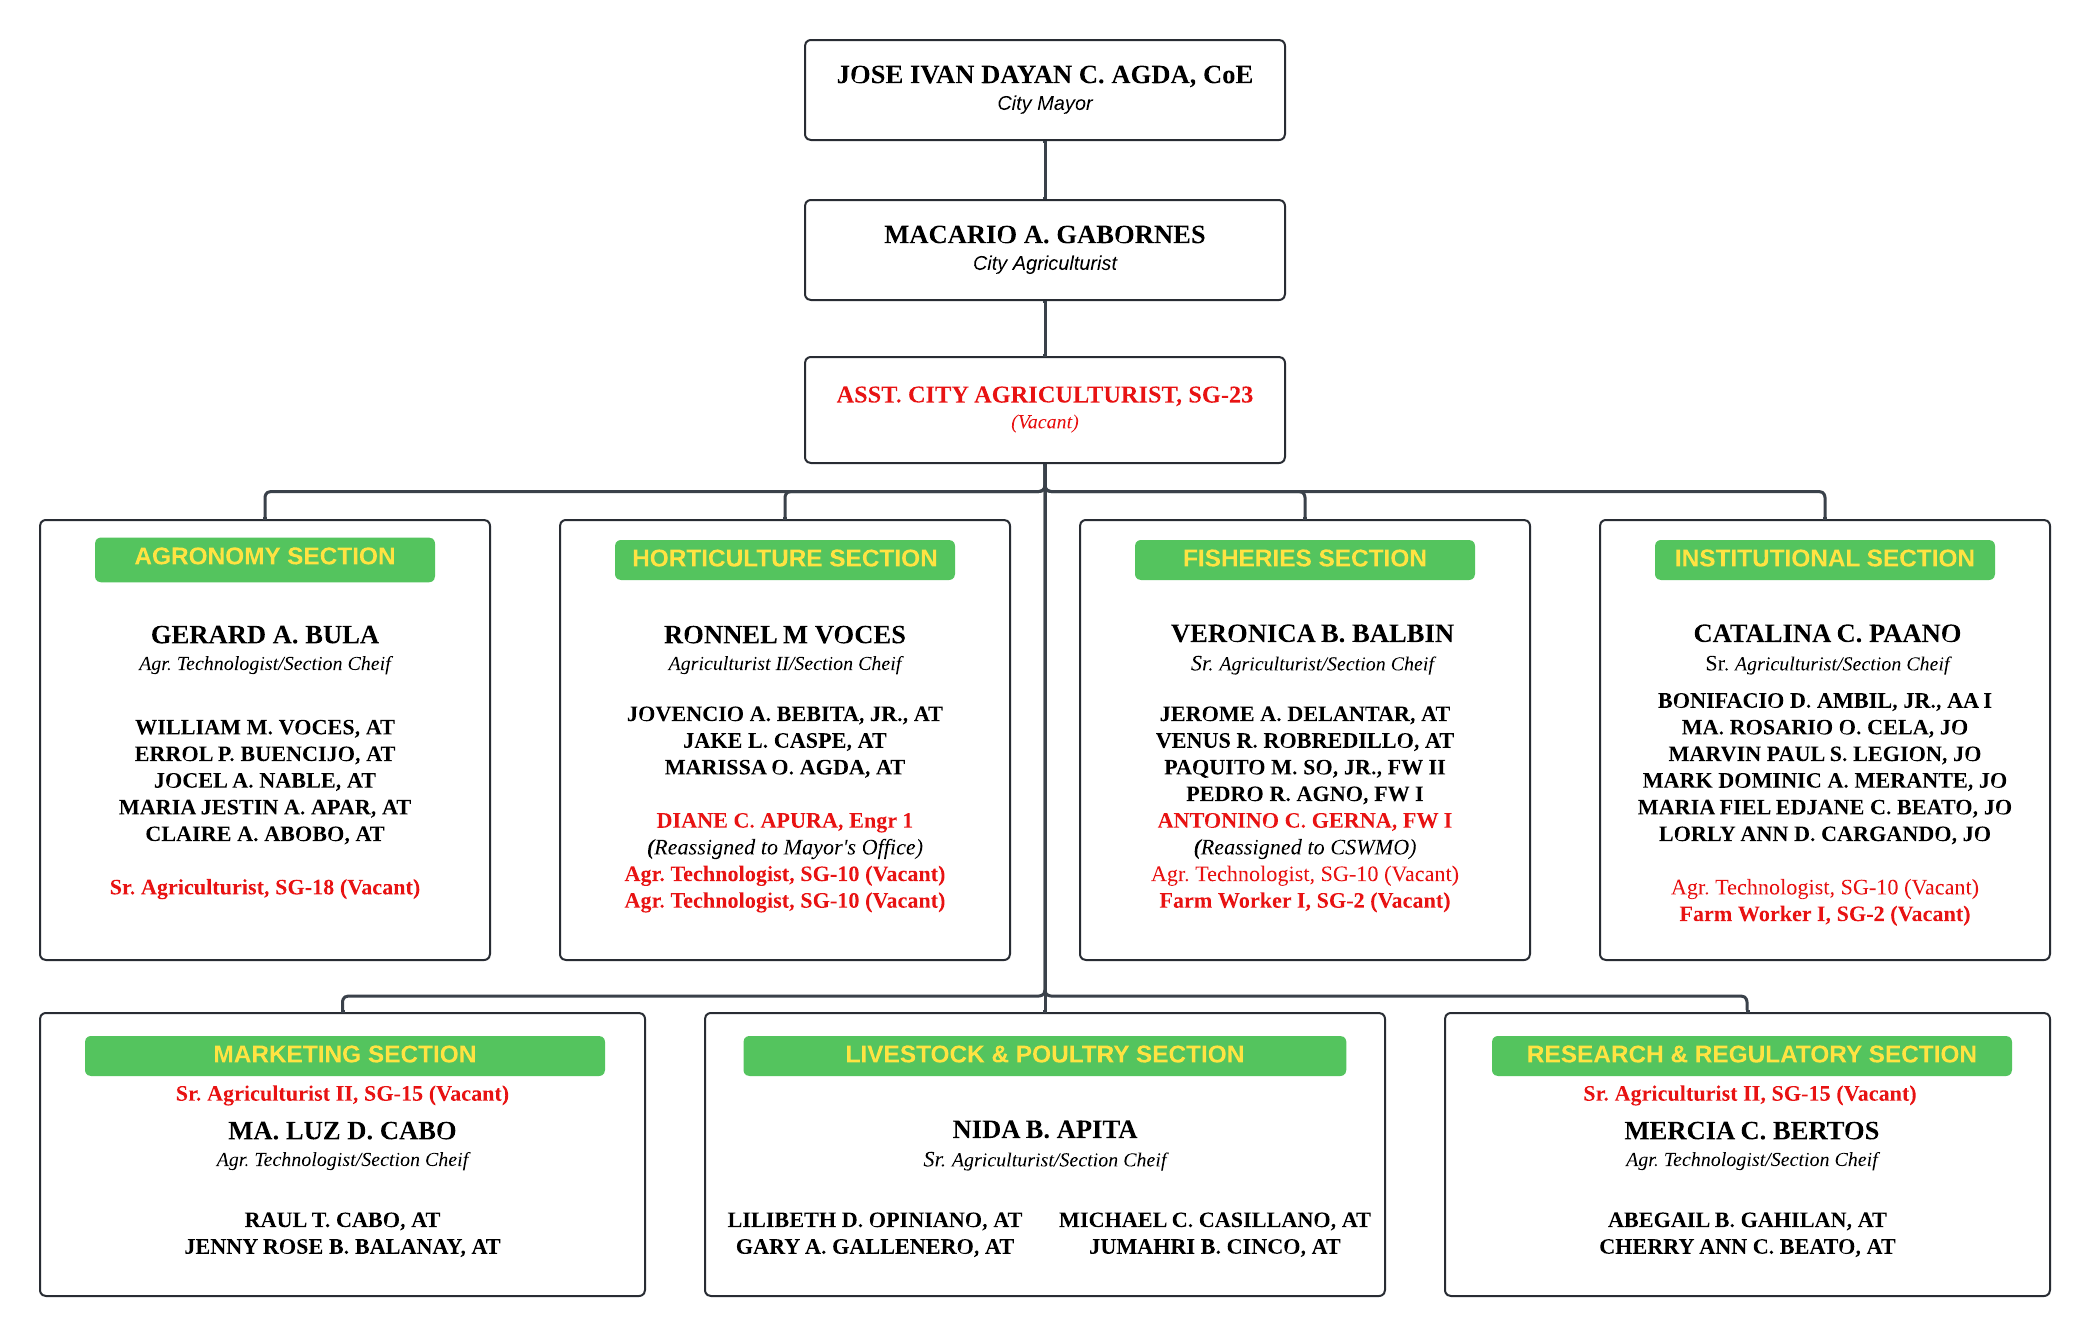 JOSE IVAN DAYAN C. AGDA, CoE
City Mayor
MACARIO A. GABORNES
City Agriculturist
ASST. CITY AGRICULTURIST, SG-23
(Vacant)
AGRONOMY SECTION
GERARD A. BULA
Agr. Technologist/Section Cheif
WILLIAM M. VOCES, AT
ERROL P. BUENCIJO, AT
JOCEL A. NABLE, AT
MARIA JESTIN A. APAR, AT
CLAIRE A. ABOBO, AT
Sr. Agriculturist, SG-18 (Vacant)
HORTICULTURE SECTION
RONNEL M VOCES
Agriculturist II/Section Cheif
JOVENCIO A. BEBITA, JR., AT
JAKE L. CASPE, AT
MARISSA O. AGDA, AT
DIANE C. APURA, Engr 1
(Reassigned to Mayor's Office)
Agr. Technologist, SG-10 (Vacant)
Agr. Technologist, SG-10 (Vacant)
FISHERIES SECTION
VERONICA B. BALBIN
Sr. Agriculturist/Section Cheif
JEROME A. DELANTAR, AT
VENUS R. ROBREDILLO, AT
PAQUITO M. SO, JR., FW II
PEDRO R. AGNO, FW I
ANTONINO C. GERNA, FW I
(Reassigned to CSWMO)
Agr. Technologist, SG-10 (Vacant)
Farm Worker I, SG-2 (Vacant)
INSTITUTIONAL SECTION
CATALINA C. PAANO
Sr. Agriculturist/Section Cheif
BONIFACIO D. AMBIL, JR., AA I
MA. ROSARIO O. CELA, JO
MARVIN PAUL S. LEGION, JO
MARK DOMINIC A. MERANTE, JO
MARIA FIEL EDJANE C. BEATO, JO
LORLY ANN D. CARGANDO, JO
Agr. Technologist, SG-10 (Vacant)
Farm Worker I, SG-2 (Vacant)
MARKETING SECTION
Sr. Agriculturist II, SG-15 (Vacant)
MA. LUZ D. CABO
Agr. Technologist/Section Cheif
RAUL T. CABO, AT
JENNY ROSE B. BALANAY, AT
LIVESTOCK & POULTRY SECTION
NIDA B. APITA
Sr. Agriculturist/Section Cheif
LILIBETH D. OPINIANO, AT
GARY A. GALLENERO, AT
MICHAEL C. CASILLANO, AT
JUMAHRI B. CINCO, AT
RESEARCH & REGULATORY SECTION
Sr. Agriculturist II, SG-15 (Vacant)
MERCIA C. BERTOS
Agr. Technologist/Section Cheif
ABEGAIL B. GAHILAN, AT
CHERRY ANN C. BEATO, AT